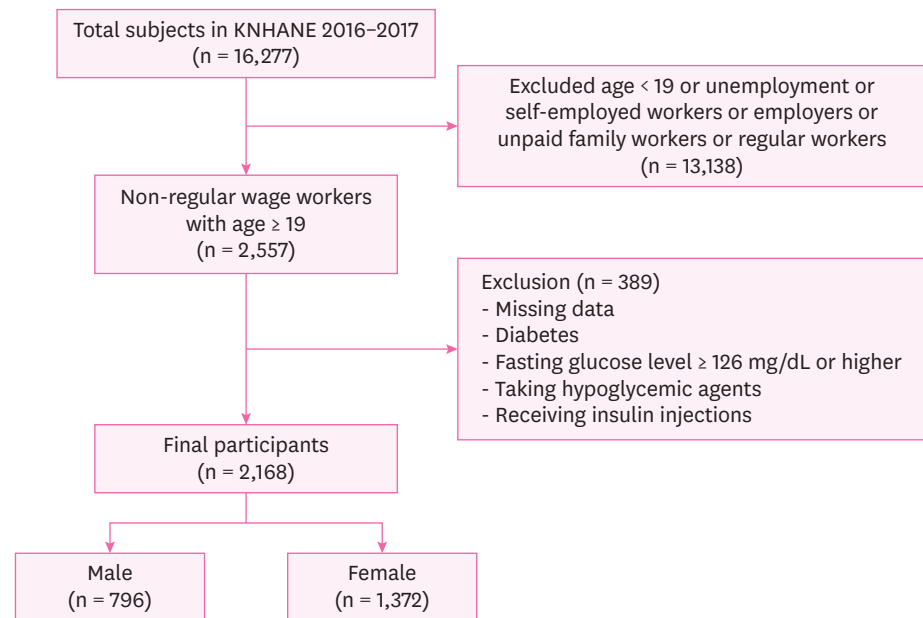 Total subjects in KNHANE 2016–2017
(n = 16,277)
Excluded age < 19 or unemployment or
self-employed workers or employers or
unpaid family workers or regular workers
(n = 13,138)
Non-regular wage workers
with age ≥ 19
(n = 2,557)
Exclusion (n = 389)
- Missing data
- Diabetes
- Fasting glucose level ≥ 126 mg/dL or higher
- Taking hypoglycemic agents
- Receiving insulin injections
Final participants
(n = 2,168)
Male
(n = 796)
Female
(n = 1,372)